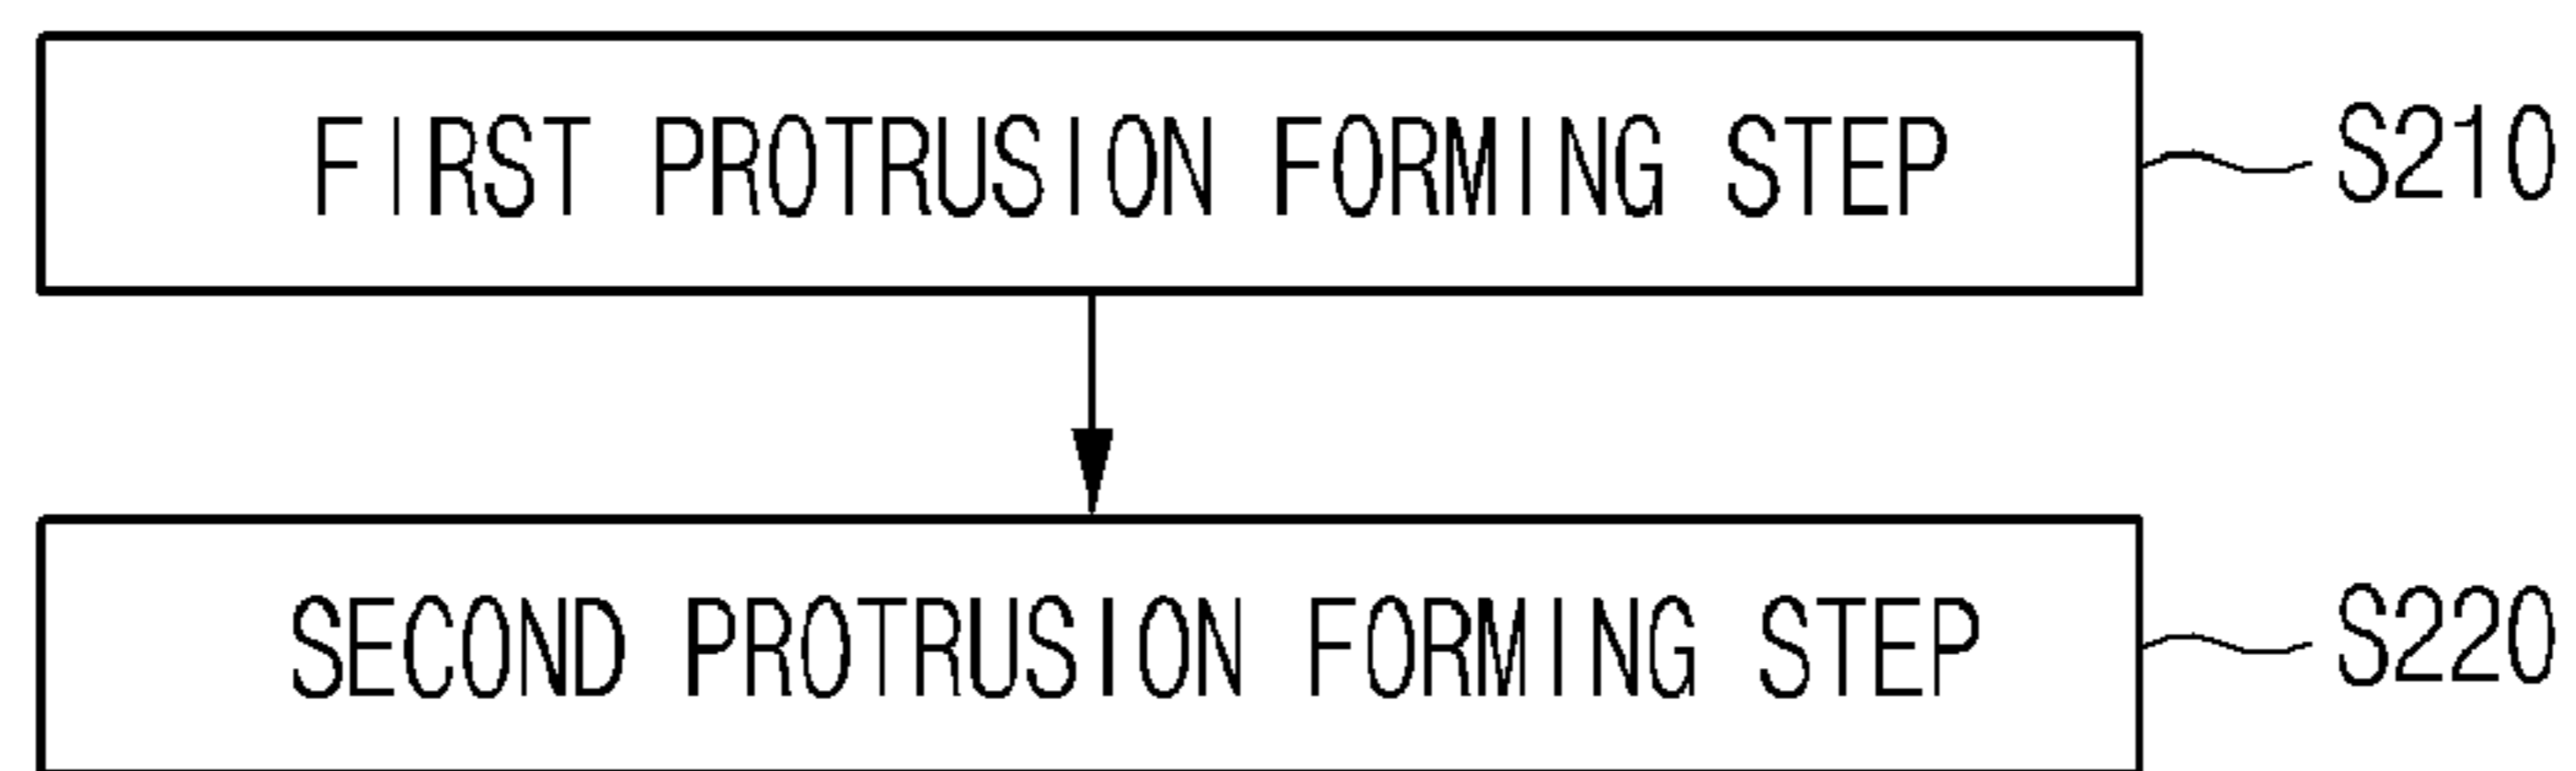 FIRST PROTRUSION FORMING STEP S210
SECOND PROTRUSION FORMING STEP S220